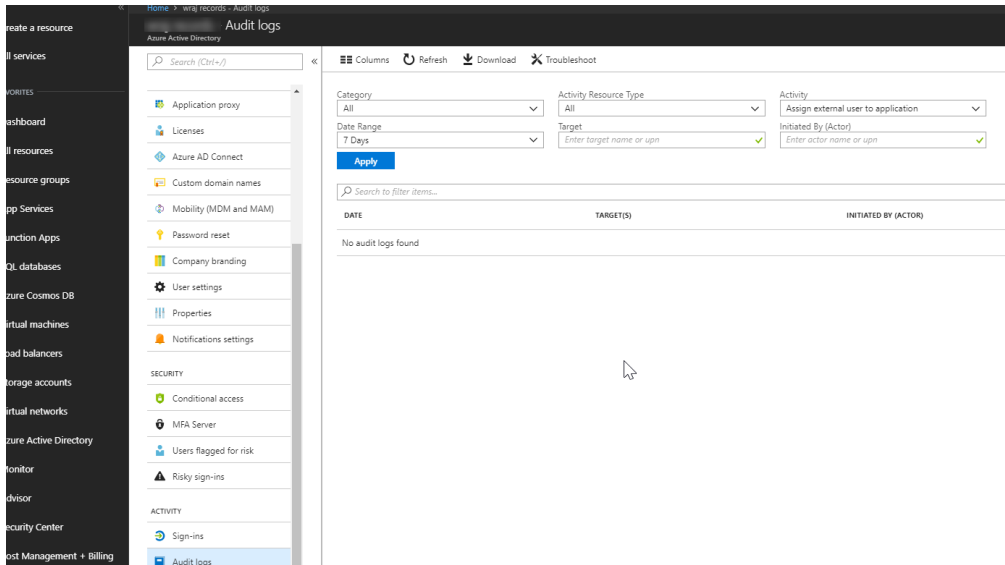 Home > wraj records - Audit logs
- Audit logs
Azure Active Directory
reate a resource
ll services
VORITES
ashboard
ll resources
esource groups
pp Services
unction Apps
QL databases
zure Cosmos DB
irtual machines
oad balancers
torage accounts
irtual networks
zure Active Directory
onitor
dvisor
ecurity Center
ost Management + Billing
Search (Ctrl+/)
Application proxy
Licenses
Azure AD Connect
Custom domain names
Mobility (MDM and MAM)
Password reset
Company branding
User settings
Properties
Notifications settings
SECURITY
Conditional access
MFA Server
Users flagged for risk
Risky sign-ins
ACTIVITY
Sign-ins
Audit logs
Columns Refresh Download Troubleshoot
Category Activity Resource Type Activity
All All Assign external user to application
Date Range Target Initiated By (Actor)
7 Days Enter target name or upn Enter actor name or upn
Apply
Search to filter items...
DATE TARGET(S) INITIATED BY (ACTOR)
No audit logs found